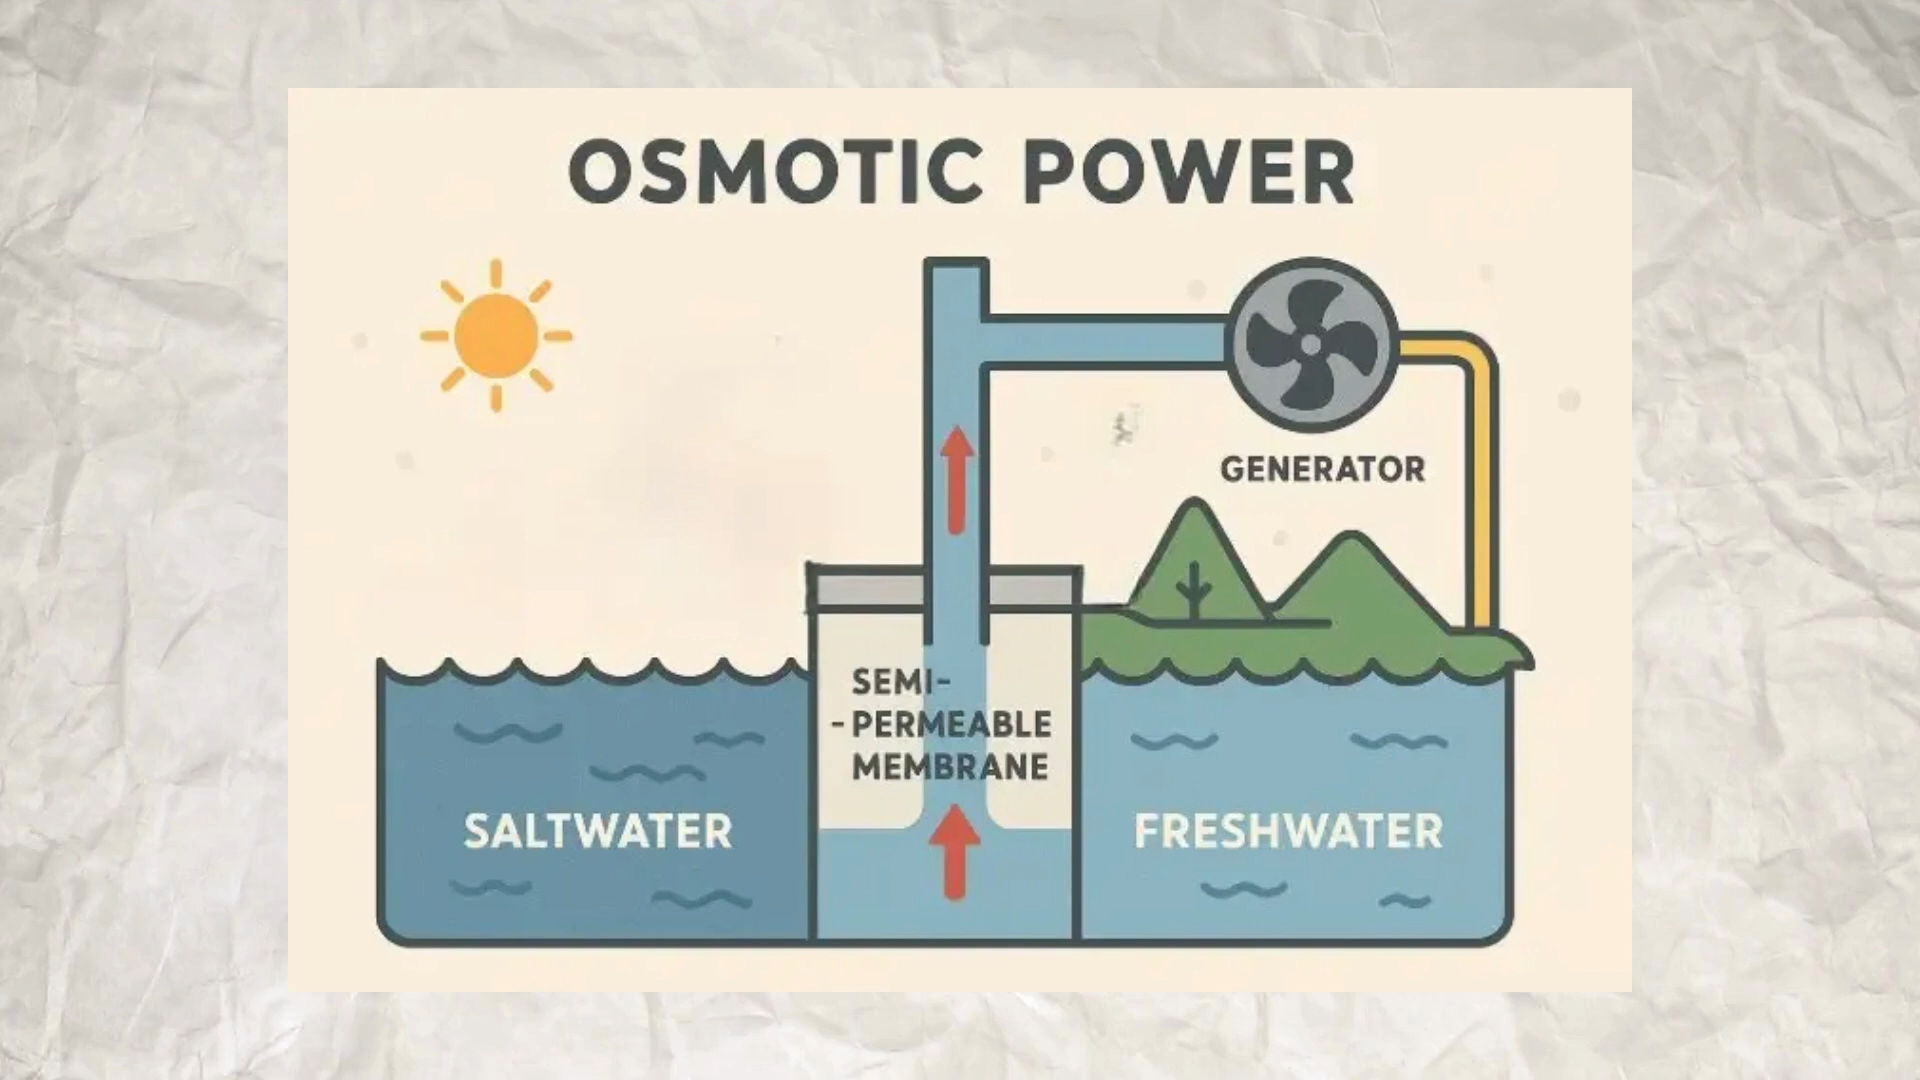 OSMOTIC POWER
GENERATOR
SEMI-
-PERMEABLE
MEMBRANE
SALTWATER
FRESHWATER